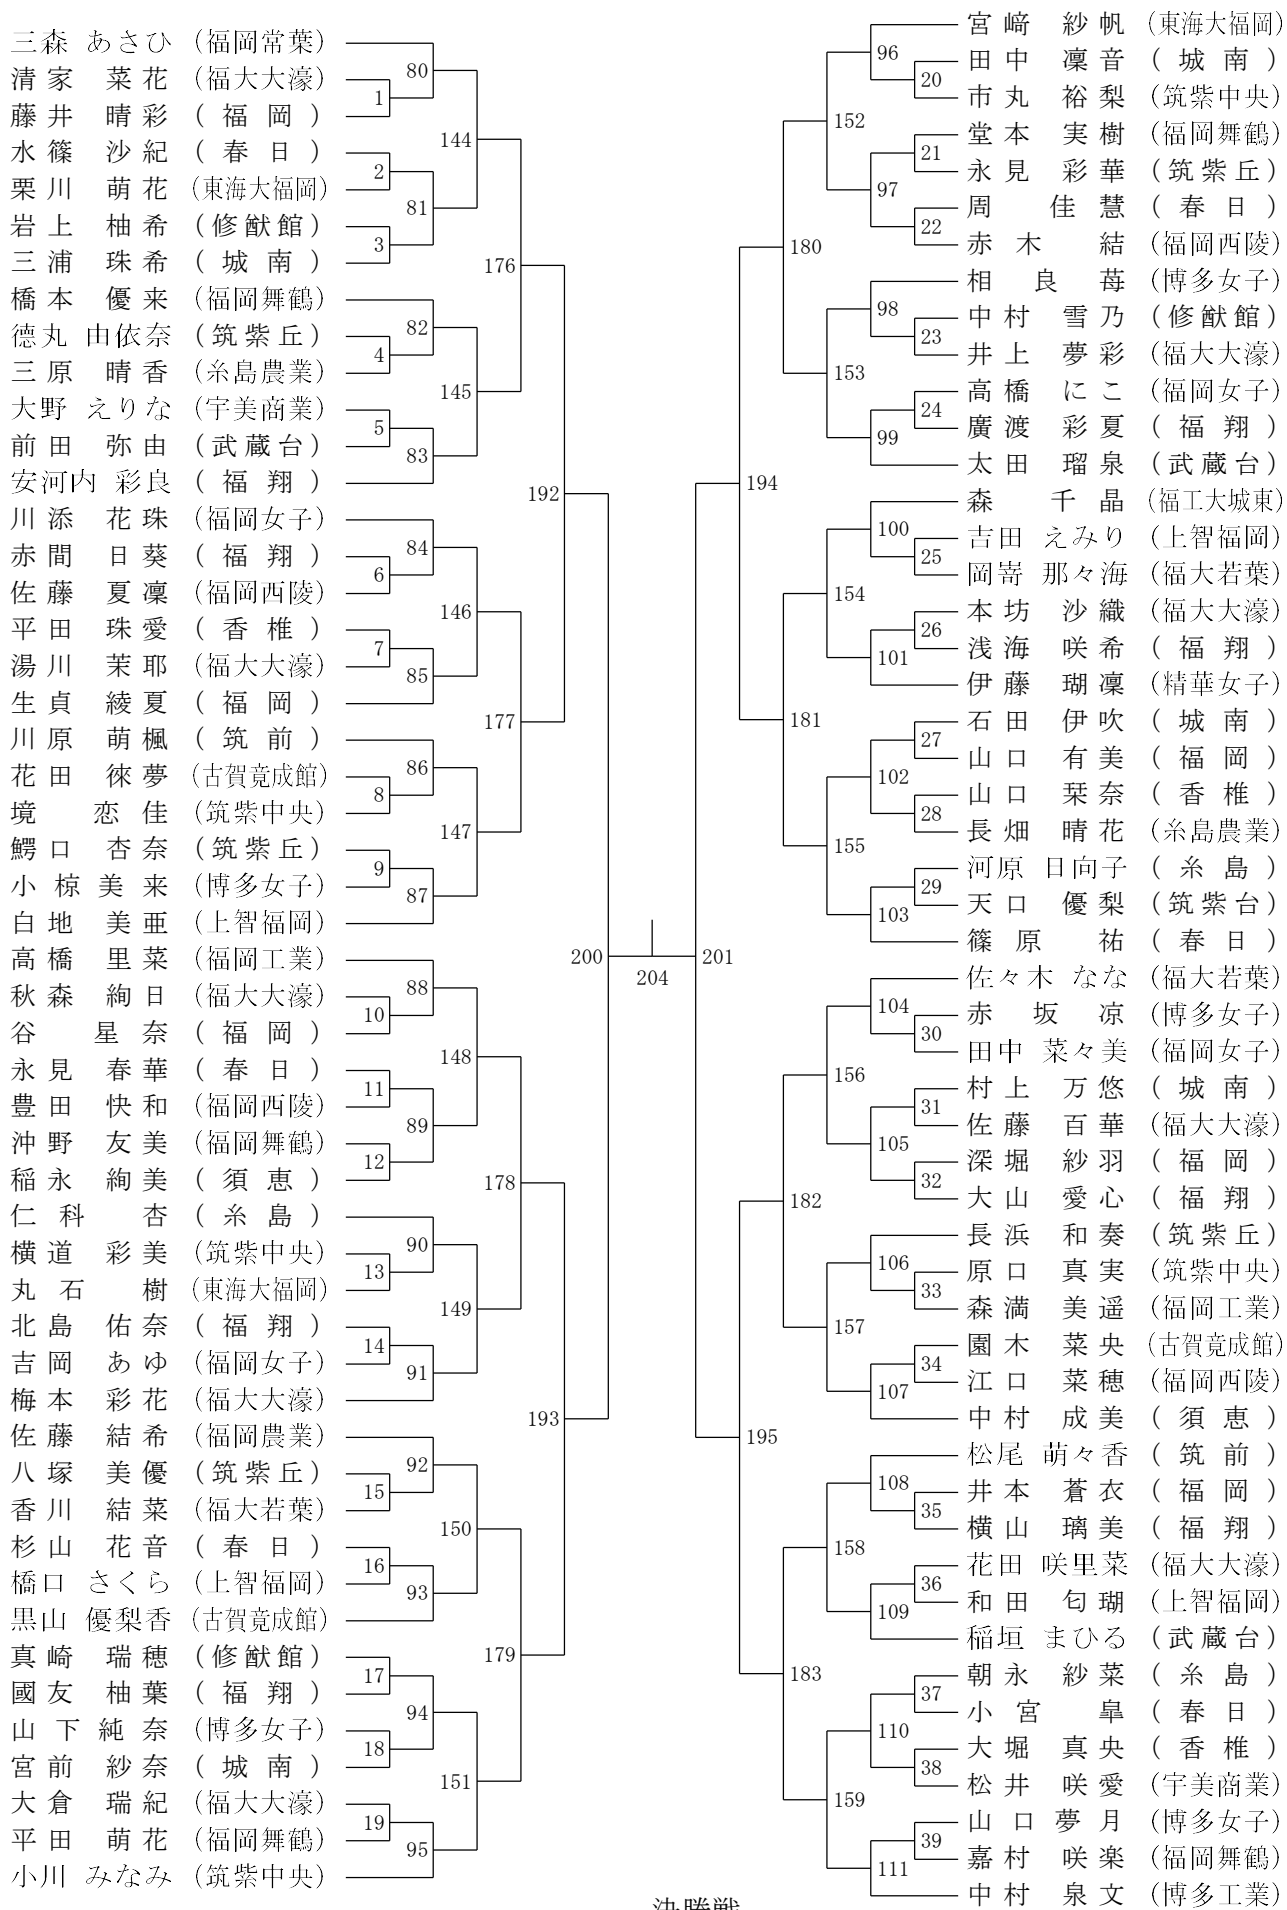 三森 あさひ (福岡常葉)
清家 菜花 (福大大濠)
藤井 晴彩 (福岡)
水篠 沙紀 (春日)
栗川 萌花 (東海大福岡)
岩上 柚希 (修猷館)
三浦 珠希 (城南)
橋本 優来 (福岡舞鶴)
德丸 由依奈 (筑紫丘)
三原 晴香 (糸島農業)
大野 えりな (宇美商業)
前田 弥由 (武蔵台)
安河内 彩良 (福翔)
川添 花珠 (福岡女子)
赤間 日葵 (福翔)
佐藤 夏凜 (福岡西陵)
平田 珠愛 (香椎)
湯川 茉耶 (福大大濠)
生貞 綾夏 (福岡)
川原 萌楓 (筑前)
花田 徠夢 (古賀竟成館)
境 恋佳 (筑紫中央)
鰐口 杏奈 (筑紫丘)
小椋 美来 (博多女子)
白地 美亜 (上智福岡)
高橋 里菜 (福岡工業)
秋森 絢日 (福大大濠)
谷 星奈 (福岡)
永見 春華 (春日)
豊田 快和 (福岡西陵)
沖野 友美 (福岡舞鶴)
稲永 絢美 (須恵)
仁科 杏 (糸島)
横道 彩美 (筑紫中央)
丸石 樹 (東海大福岡)
北島 佑奈 (福翔)
吉岡 あゆ (福岡女子)
梅本 彩花 (福大大濠)
佐藤 結希 (福岡農業)
八塚 美優 (筑紫丘)
香川 結菜 (福大若葉)
杉山 花音 (春日)
橋口 さくら (上智福岡)
黒山 優梨香 (古賀竟成館)
真崎 瑞穂 (修猷館)
國友 柚葉 (福翔)
山下 純奈 (博多女子)
宮前 紗奈 (城南)
大倉 瑞紀 (福大大濠)
平田 萌花 (福岡舞鶴)
小川 みなみ (筑紫中央)
80
1
144
2
81
3
176
82
4
145
5
83
192
84
6
146
7
85
177
86
8
147
9
87
200
88
10
148
11
89
12
178
90
13
149
14
91
193
92
15
150
16
93
179
17
94
18
151
19
95
204
201
96
20
152
21
97
22
180
98
23
153
24
99
194
100
25
154
26
101
181
27
102
28
155
29
103
104
30
156
31
105
32
182
106
33
157
34
107
195
108
35
158
36
109
183
37
110
38
159
39
111
宮﨑 紗帆 (東海大福岡)
田中 凜音 (城南)
市丸 裕梨 (筑紫中央)
堂本 実樹 (福岡舞鶴)
永見 彩華 (筑紫丘)
周 佳慧 (春日)
赤木 結 (福岡西陵)
相良 苺 (博多女子)
中村 雪乃 (修猷館)
井上 夢彩 (福大大濠)
高橋 にこ (福岡女子)
廣渡 彩夏 (福翔)
太田 瑠泉 (武蔵台)
森 千晶 (福工大城東)
吉田 えみり (上智福岡)
岡嵜 那々海 (福大若葉)
本坊 沙織 (福大大濠)
浅海 咲希 (福翔)
伊藤 瑚凜 (精華女子)
石田 伊吹 (城南)
山口 有美 (福岡)
山口 栞奈 (香椎)
長畑 晴花 (糸島農業)
河原 日向子 (糸島)
天口 優梨 (筑紫台)
篠原 祐 (春日)
佐々木 なな (福大若葉)
赤坂 凉 (博多女子)
田中 菜々美 (福岡女子)
村上 万悠 (城南)
佐藤 百華 (福大大濠)
深堀 紗羽 (福岡)
大山 愛心 (福翔)
長浜 和奏 (筑紫丘)
原口 真実 (筑紫中央)
森満 美遥 (福岡工業)
園木 菜央 (古賀竟成館)
江口 菜穂 (福岡西陵)
中村 成美 (須恵)
松尾 萌々香 (筑前)
井本 蒼衣 (福岡)
横山 璃美 (福翔)
花田 咲里菜 (福大大濠)
和田 匂瑚 (上智福岡)
稲垣 まひる (武蔵台)
朝永 紗菜 (糸島)
小宮 皐 (春日)
大堀 真央 (香椎)
松井 咲愛 (宇美商業)
山口 夢月 (博多女子)
嘉村 咲楽 (福岡舞鶴)
中村 泉文 (博多工業)
決勝戦